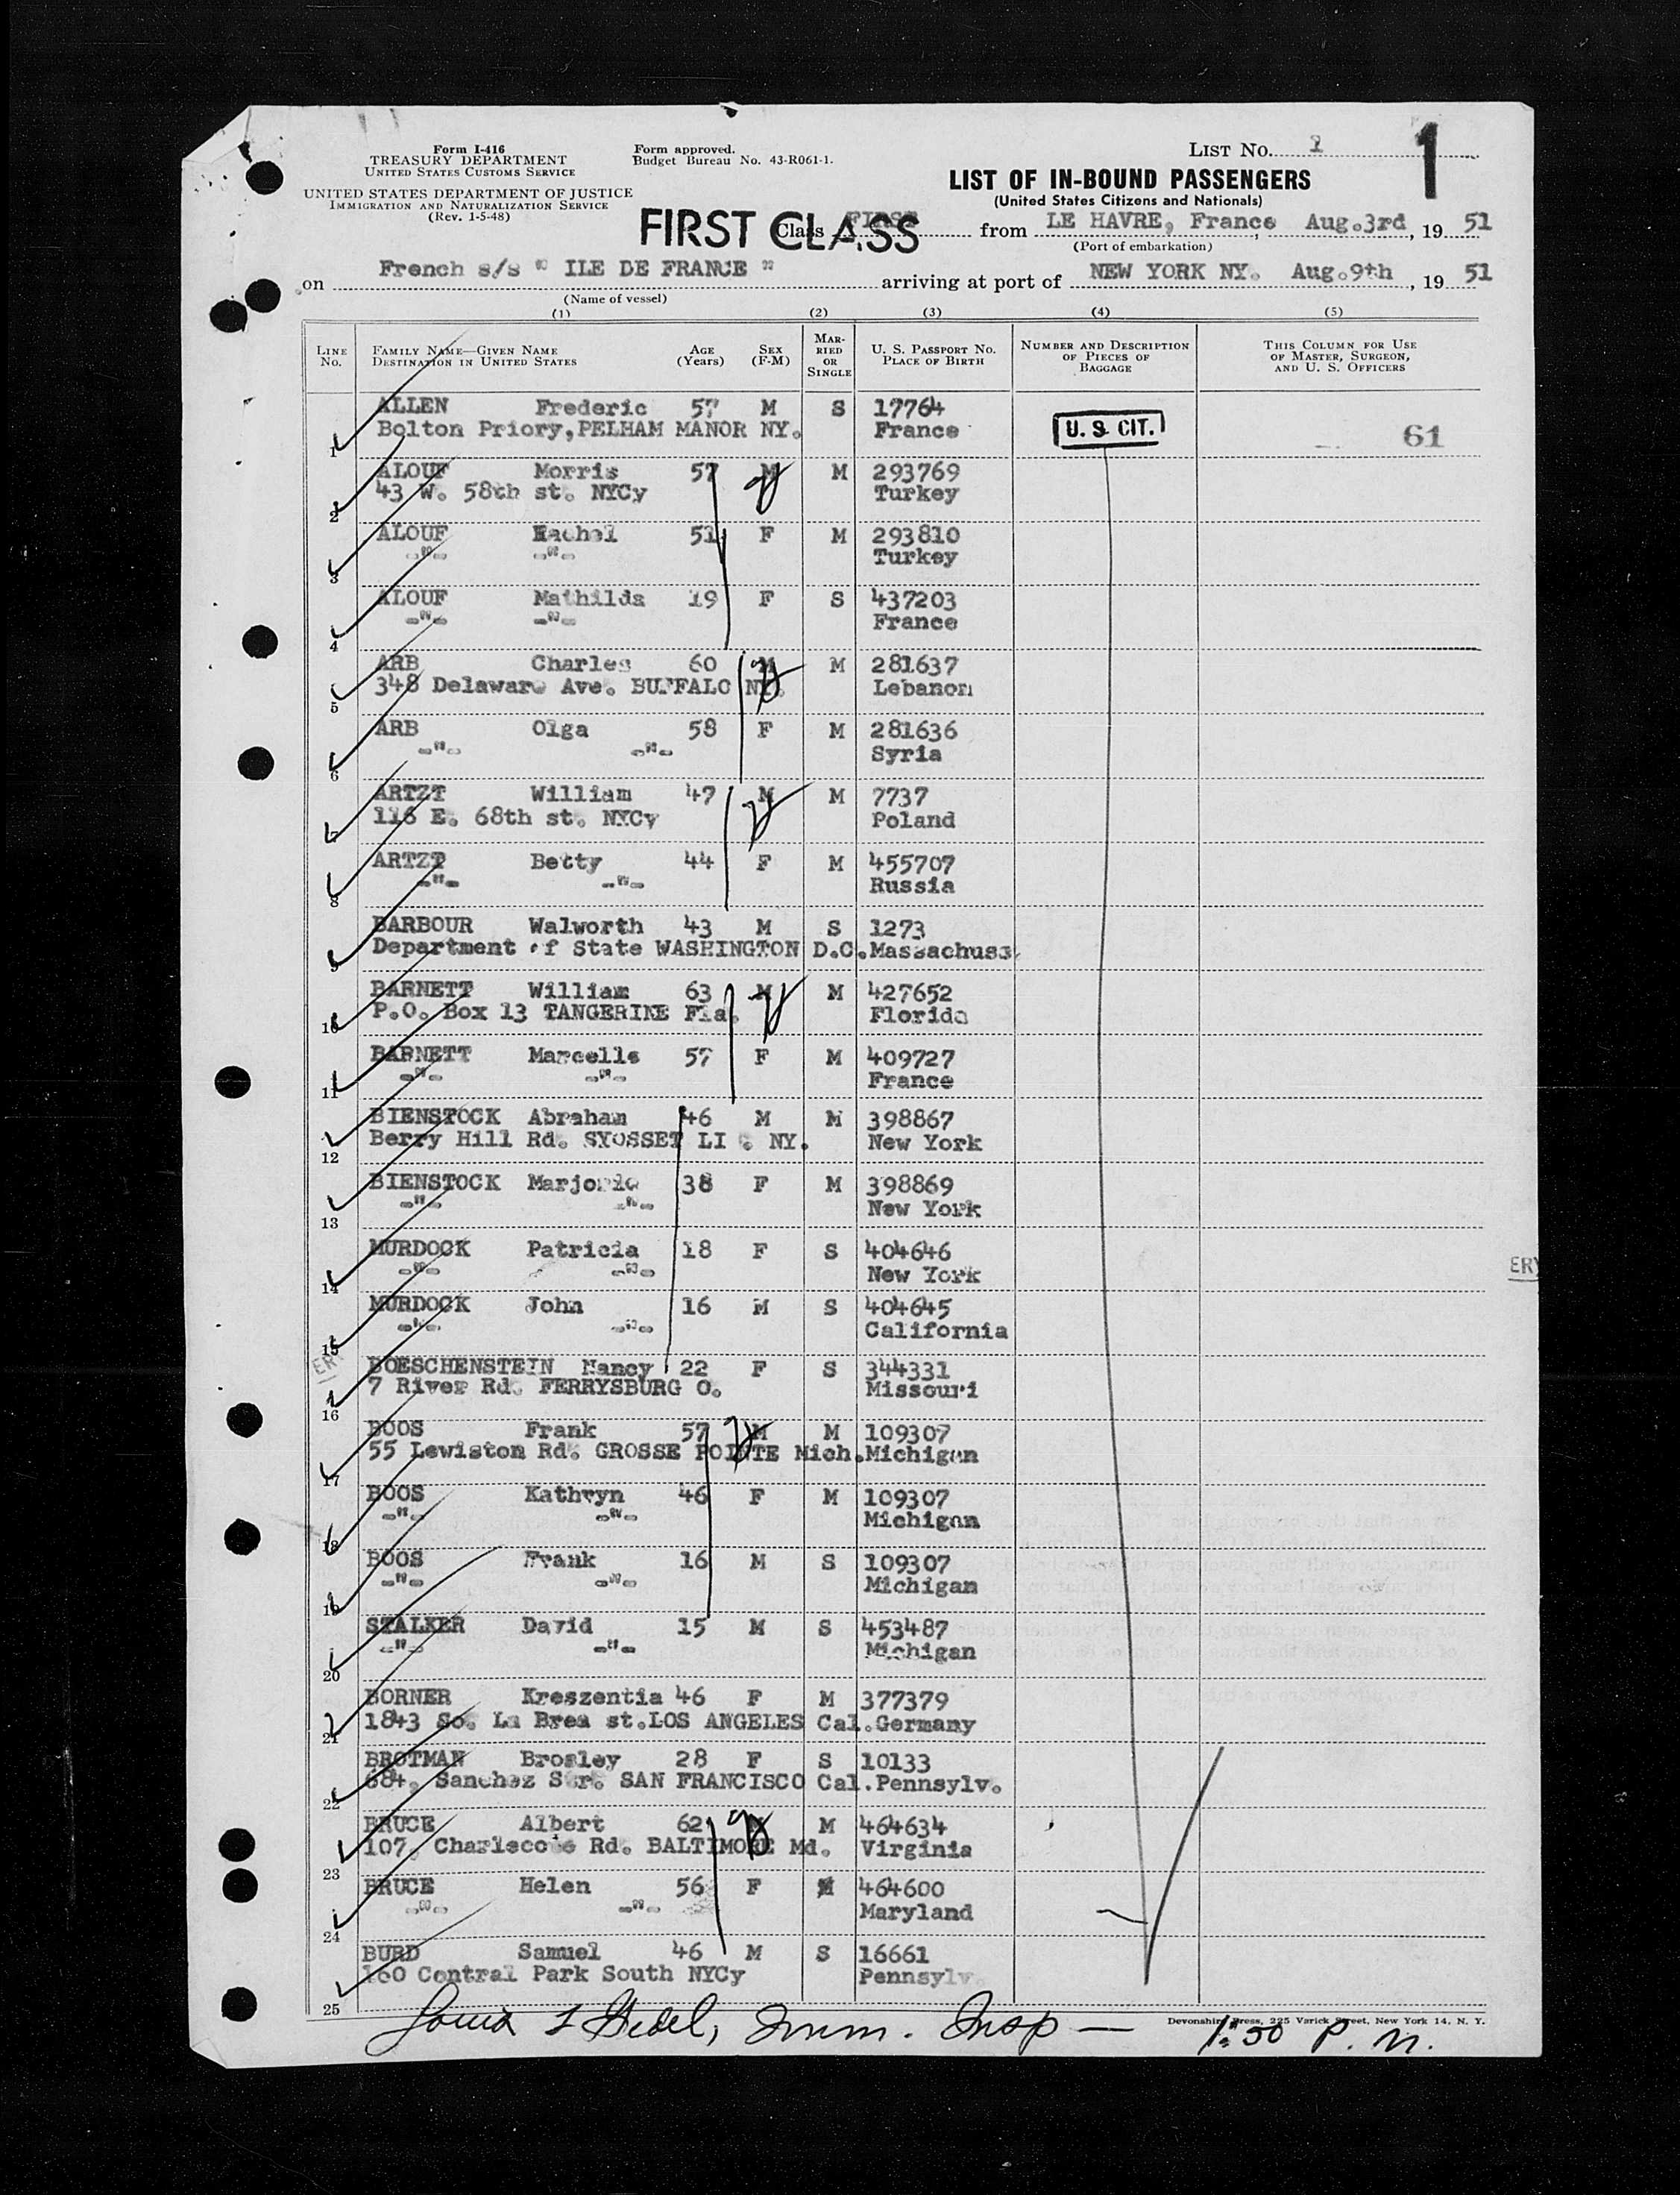 Form I-416
TREASURY DEPARTMENT
UNITED STATES CUSTOMS SERVICE
UNITED STATES DEPARTMENT OF JUSTICE
IMMIGRATION AND NATURALIZATION SERVICE
(Rev. 1-5-48)
Form approved.
Budget Bureau No. 43-R061-1.
LIST No. 1
1
LIST OF IN-BOUND PASSENGERS
(United States Citizens and Nationals)
FIRST CLASS
Class FIRST from LE HAVRE, France, Aug.3rd, 19 51
(Port of embarkation)
on French s/s " ILE DE FRANCE " arriving at port of NEW YORK NY. Aug.9th, 19 51
(Name of vessel)
(1) (2) (3) (4) (5)
LINE No. FAMILY NAME—GIVEN NAME DESTINATION IN UNITED STATES AGE (Years) SEX (F-M) MARRIED OR SINGLE U. S. PASSPORT NO. PLACE OF BIRTH NUMBER AND DESCRIPTION OF PIECES OF BAGGAGE THIS COLUMN FOR USE OF MASTER, SURGEON, AND U. S. OFFICERS
ALLEN Frederic 57 M S 17764
1 Bolton Priory, PELHAM MANOR NY. France U. S. CIT. 61
ALOUF Morris 57 M M 293769
2 43 W. 58th st. NYCy Turkey
ALOUF Rachel 51 F M 293810
3 -"- -"- Turkey
ALOUF Mathilda 19 F S 437203
4 -"- -"- France
ARB Charles 60 M M 281637
5 348 Delaware Ave. BUFFALO NY. Lebanon
ARB Olga 58 F M 281636
6 -"- -"- Syria
ARTZT William 47 M M 7737
7 116 E. 68th st. NYCy Poland
ARTZT Betty 44 F M 455707
8 -"- -"- Russia
BARBOUR Walworth 43 M S 1273
9 Department of State WASHINGTON D.C. Massachuss
BARNETT William 63 M M 427652
10 P.O. Box 13 TANGERINE Fla. Florida
BARNETT Marcelle 57 F M 409727
11 -"- -"- France
BIENSTOCK Abraham 46 M M 398867
12 Berry Hill Rd. SYOSSET LI . NY. New York
BIENSTOCK Marjorie 38 F M 398869
13 -"- -"- New York
MURDOCK Patricia 18 F S 404646
14 -"- -"- New York
MURDOCK John 16 M S 404645
15 -"- -"- California
BOESCHENSTEIN Nancy 22 F S 344331
16 7 River Rd. FERRYSBURG O. Missouri
BOOS Frank 57 M M 109307
17 55 Lewiston Rd. GROSSE POINTE Mich. Michigan
BOOS Kathryn 46 F M 109307
18 -"- -"- Michigan
BOOS Frank 16 M S 109307
19 -"- -"- Michigan
STALKER David 15 M S 453487
20 -"- -"- Michigan
BORNER Kreszentia 46 F M 377379
21 1843 So. La Brea st. LOS ANGELES Cal. Germany
BROTMAN Brosley 28 F S 10133
22 684. Sanchez Str. SAN FRANCISCO Cal. Pennsylv.
BRUCE Albert 62 M M 464634
23 107, Charlescote Rd. BALTIMORE Md. Virginia
BRUCE Helen 56 F M 464600
24 -"- -"- Maryland
BURD Samuel 46 M S 16661
25 160 Central Park South NYCy Pennsylv.
Imm. Insp — 1:50 P. M.
Devonshire Press, 225 Varick Street, New York 14, N. Y.